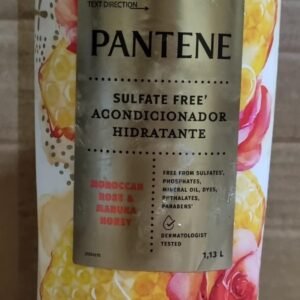 TEXT DIRECTION
PANTENE
SULFATE FREE'
ACONDICIONADOR
HIDRATANTE
MOROCCAN
ROSE &
MANUKA
HONEY
FREE FROM SULFATES',
PHOSPHATES,
MINERAL OIL, DYES,
PHTHALATES,
PARABENS'
DERMATOLOGIST
TESTED
1,13 L